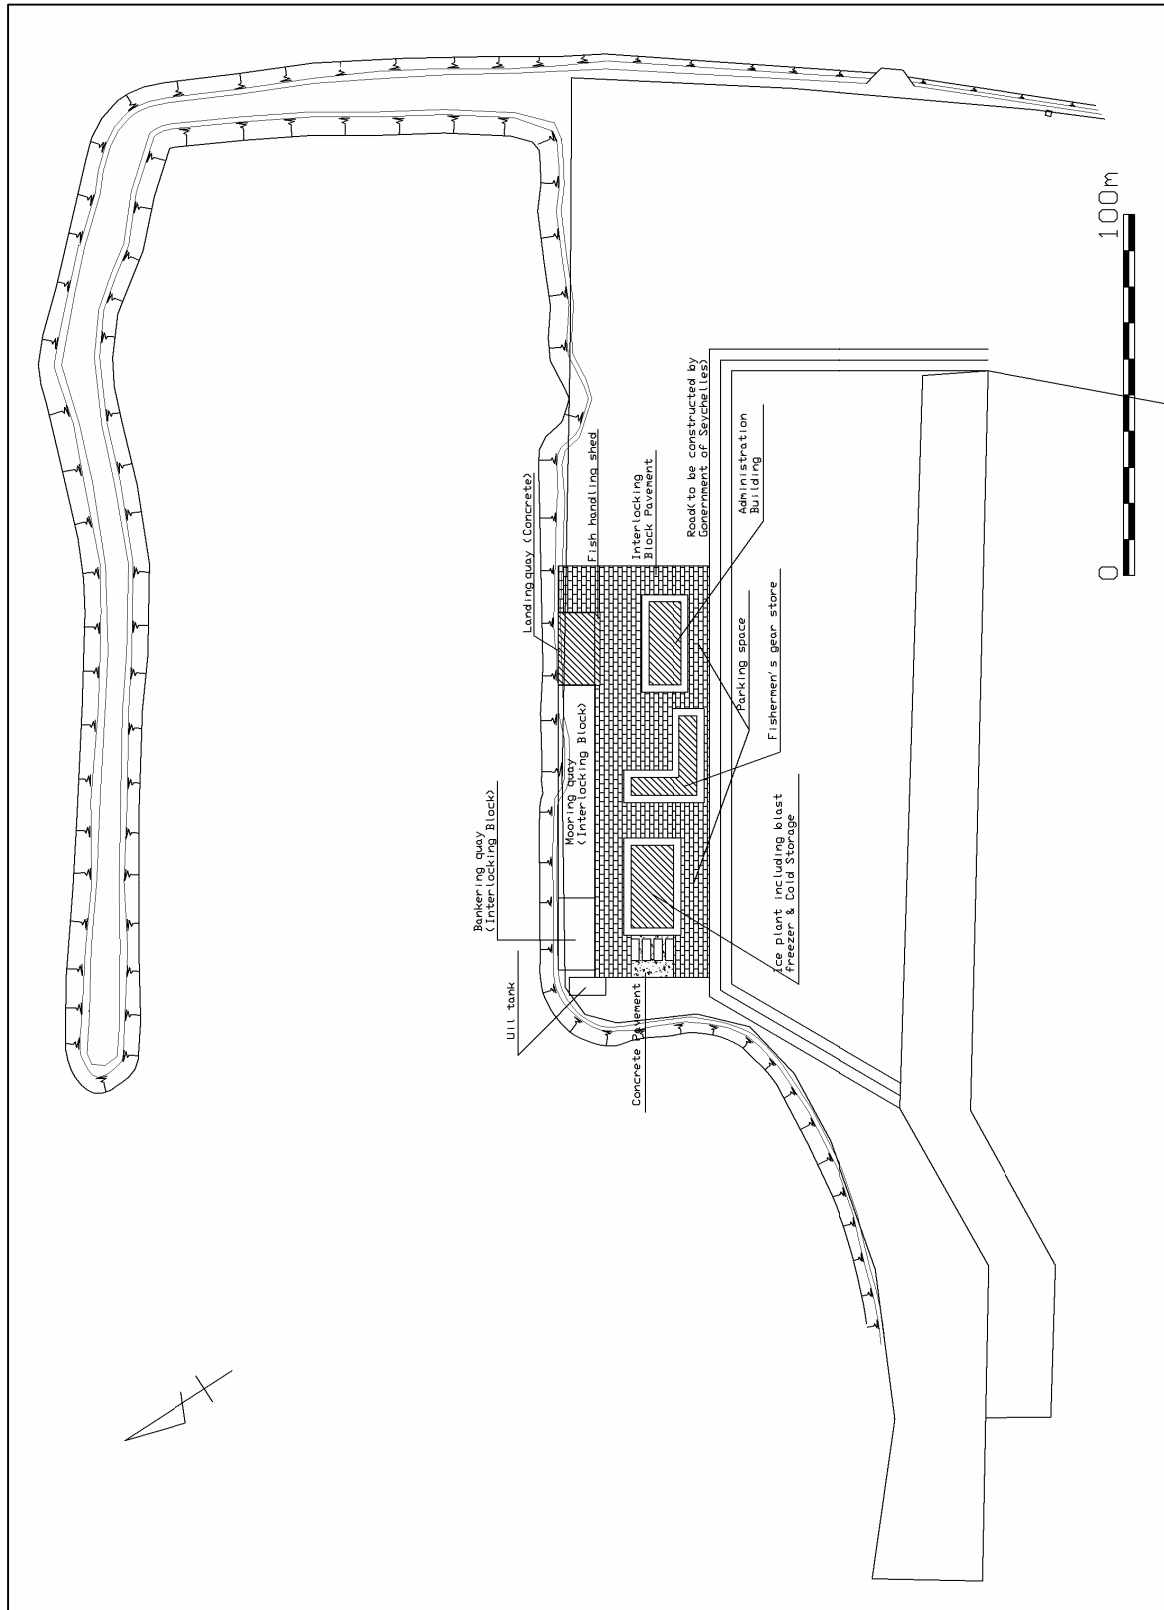 Bankering quay
(Interlocking Block)
Oil tank
Landing quay (Concrete)
Mooring quay
(Interlocking Block)
Fish handling shed
Concrete Pavement
Interlocking
Block Pavement
Road(to be constructed by
Gonernment of Seychelles)
Parking space
Administration
Building
Fishermen's gear store
Ice plant including blast
freezer & Cold Storage
0
100m